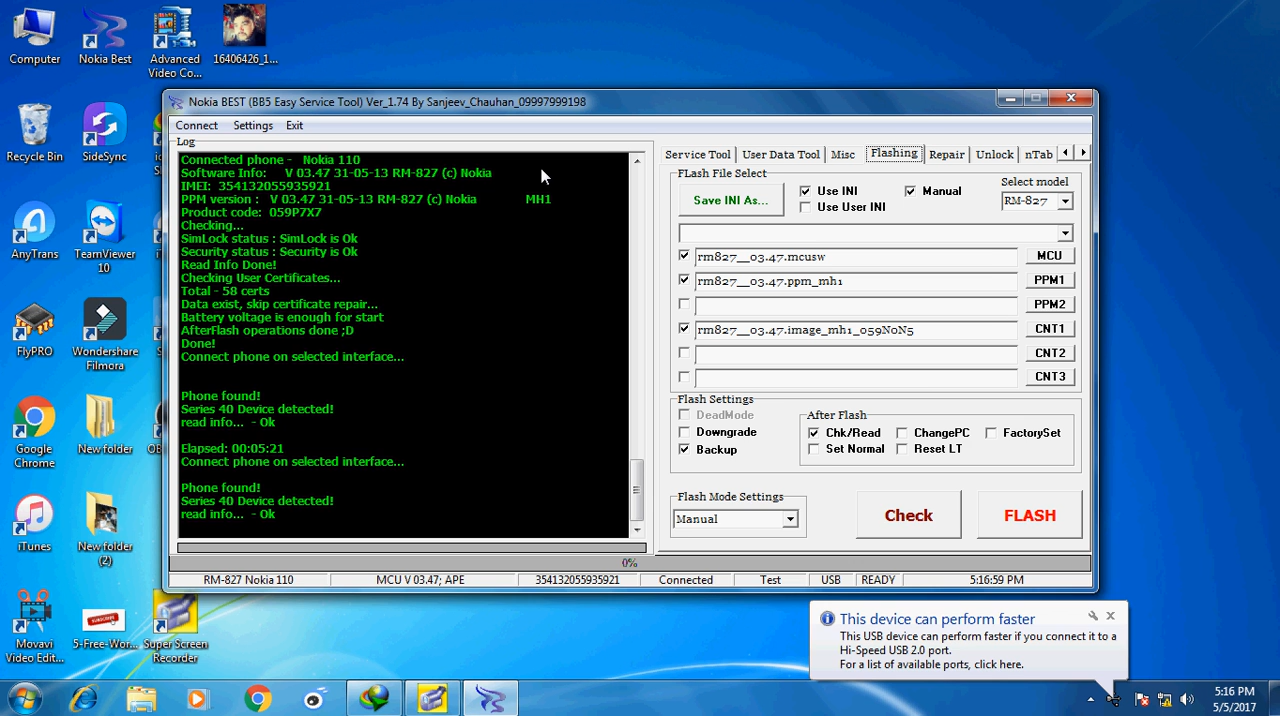 Computer
Nokia Best
Advanced
Video Co...
16406426_1...
Recycle Bin
SideSync
AnyTrans
TeamViewer
10
FlyPRO
Wondershare
Filmora
Google
Chrome
New folder
iTunes
New folder
(2)
Movavi
Video Edit...
SUBSCRIBE
5-Free-Wor...
Super Screen
Recorder
Nokia BEST (BB5 Easy Service Tool) Ver_1.74 By Sanjeev_Chauhan_09997999198
Connect Settings Exit
Log
Connected phone - Nokia 110
Software Info: V 03.47 31-05-13 RM-827 (c) Nokia
IMEI: 354132055935921
PPM version : V 03.47 31-05-13 RM-827 (c) Nokia MH1
Product code: 059P7X7
Checking...
SimLock status : SimLock is Ok
Security status : Security is Ok
Read Info Done!
Checking User Certificates...
Total - 58 certs
Data exist, skip certificate repair...
Battery voltage is enough for start
AfterFlash operations done ;D
Done!
Connect phone on selected interface...
Phone found!
Series 40 Device detected!
read info... - Ok
Elapsed: 00:05:21
Connect phone on selected interface...
Phone found!
Series 40 Device detected!
read info... - Ok
Service Tool User Data Tool Misc Flashing Repair Unlock nTab
FLash File Select
Save INI As...
Use INI
Use User INI
Manual
Select model
RM-827
rm827__03.47.mcusw MCU
rm827__03.47.ppm_mh1 PPM1
PPM2
rm827__03.47.image_mh1_059N0N5 CNT1
CNT2
CNT3
Flash Settings
DeadMode
Downgrade
Backup
After Flash
Chk/Read ChangePC FactorySet
Set Normal Reset LT
Flash Mode Settings
Manual
Check
FLASH
0%
RM-827 Nokia 110 MCU V 03.47; APE 354132055935921 Connected Test USB READY 5:16:59 PM
This device can perform faster
This USB device can perform faster if you connect it to a
Hi-Speed USB 2.0 port.
For a list of available ports, click here.
5:16 PM
5/5/2017